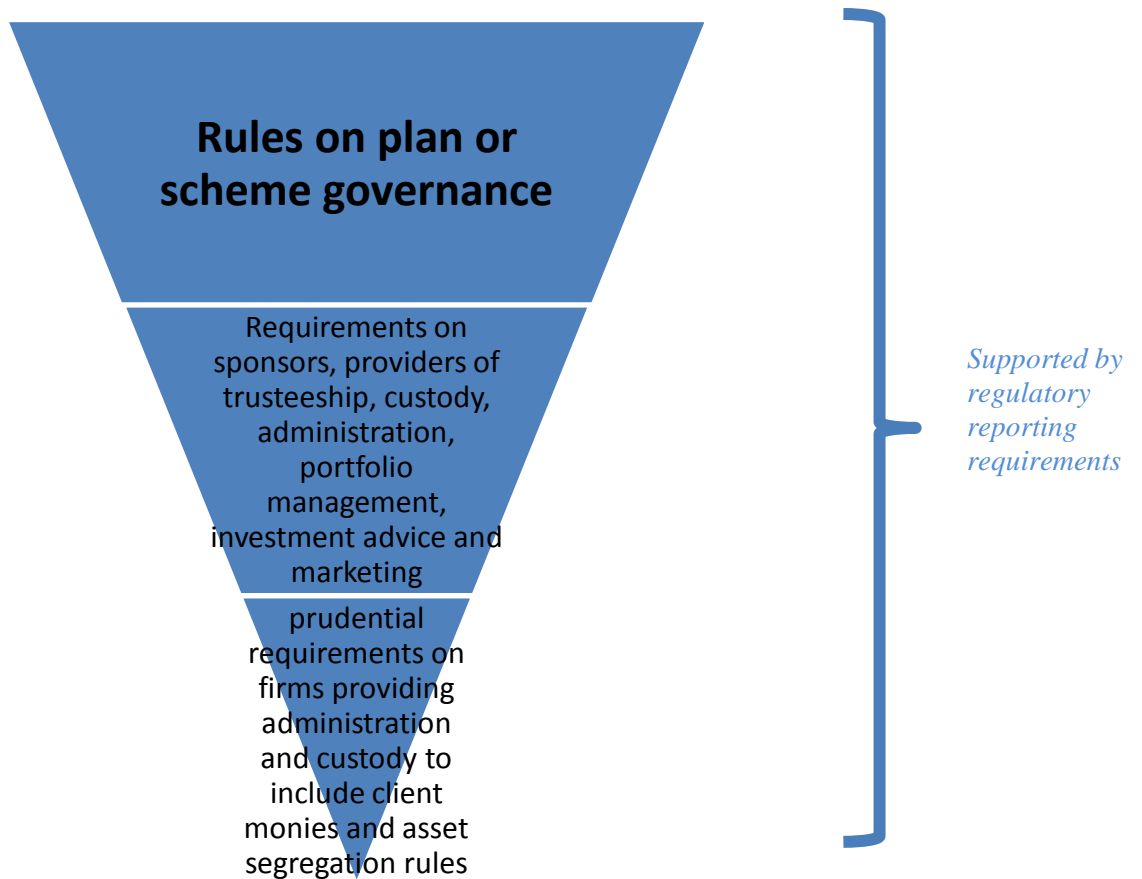 Rules on plan or
scheme governance
Requirements on
sponsors, providers of
trusteeship, custody,
administration,
portfolio
management,
investment advice and
marketing
prudential
requirements on
firms providing
administration
and custody to
include client
monies and asset
segregation rules
Supported by
regulatory
reporting
requirements